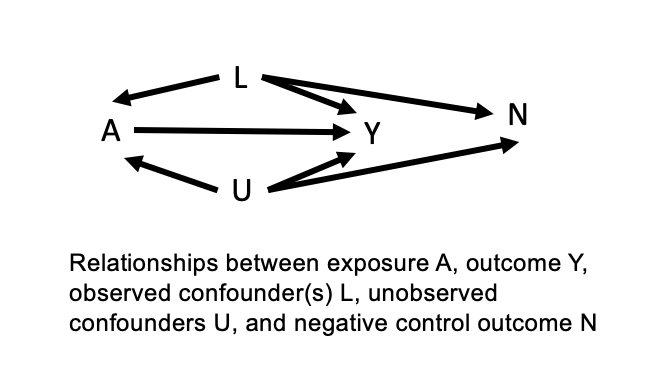 L
N
A
Y
U
Relationships between exposure A, outcome Y,
observed confounder(s) L, unobserved
confounders U, and negative control outcome N